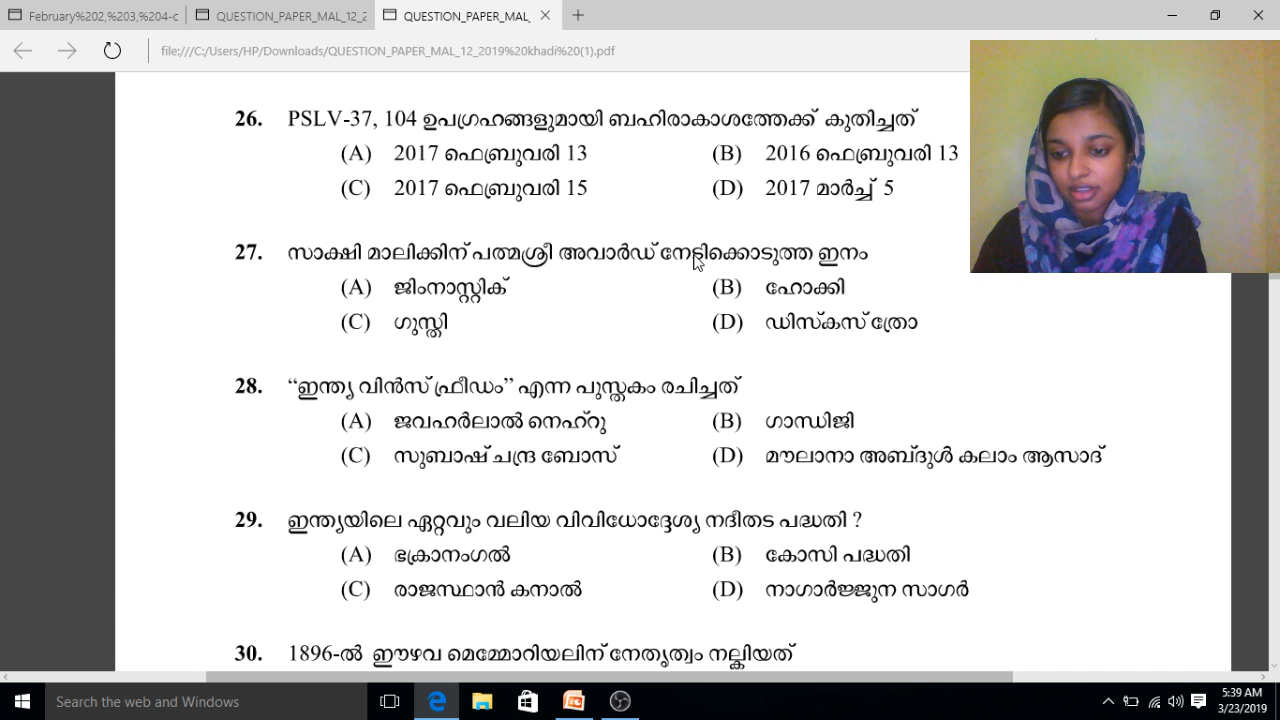 February%202,%203,%204-c
QUESTION_PAPER_MAL_12_2
QUESTION_PAPER_MAL_
file:///C:/Users/HP/Downloads/QUESTION_PAPER_MAL_12_2019%20khadi%20(1).pdf
26. PSLV-37, 104 ഉപഗ്രഹങ്ങളുമായി ബഹിരാകാശത്തേക്ക് കുതിച്ചത്
(A) 2017 ഫെബ്രുവരി 13 (B) 2016 ഫെബ്രുവരി 13
(C) 2017 ഫെബ്രുവരി 15 (D) 2017 മാർച്ച് 5
27. സാക്ഷി മാലിക്കിന് പത്മശ്രീ അവാർഡ് നേടിക്കൊടുത്ത ഇനം
(A) ജിംനാസ്റ്റിക് (B) ഹോക്കി
(C) ഗുസ്തി (D) ഡിസ്കസ് ത്രോ
28. “ഇന്ത്യ വിൻസ് ഫ്രീഡം” എന്ന പുസ്തകം രചിച്ചത്
(A) ജവഹർലാൽ നെഹ്റു (B) ഗാന്ധിജി
(C) സുബാഷ് ചന്ദ്ര ബോസ് (D) മൗലാനാ അബ്ദുൾ കലാം ആസാദ്
29. ഇന്ത്യയിലെ ഏറ്റവും വലിയ വിവിധോദ്ദേശ്യ നദീതട പദ്ധതി ?
(A) ഭക്രാനംഗൽ (B) കോസി പദ്ധതി
(C) രാജസ്ഥാൻ കനാൽ (D) നാഗാർജ്ജുന സാഗർ
30. 1896-ൽ ഈഴവ മെമ്മോറിയലിന് നേതൃത്വം നല്കിയത്
Search the web and Windows
5:39 AM
3/23/2019